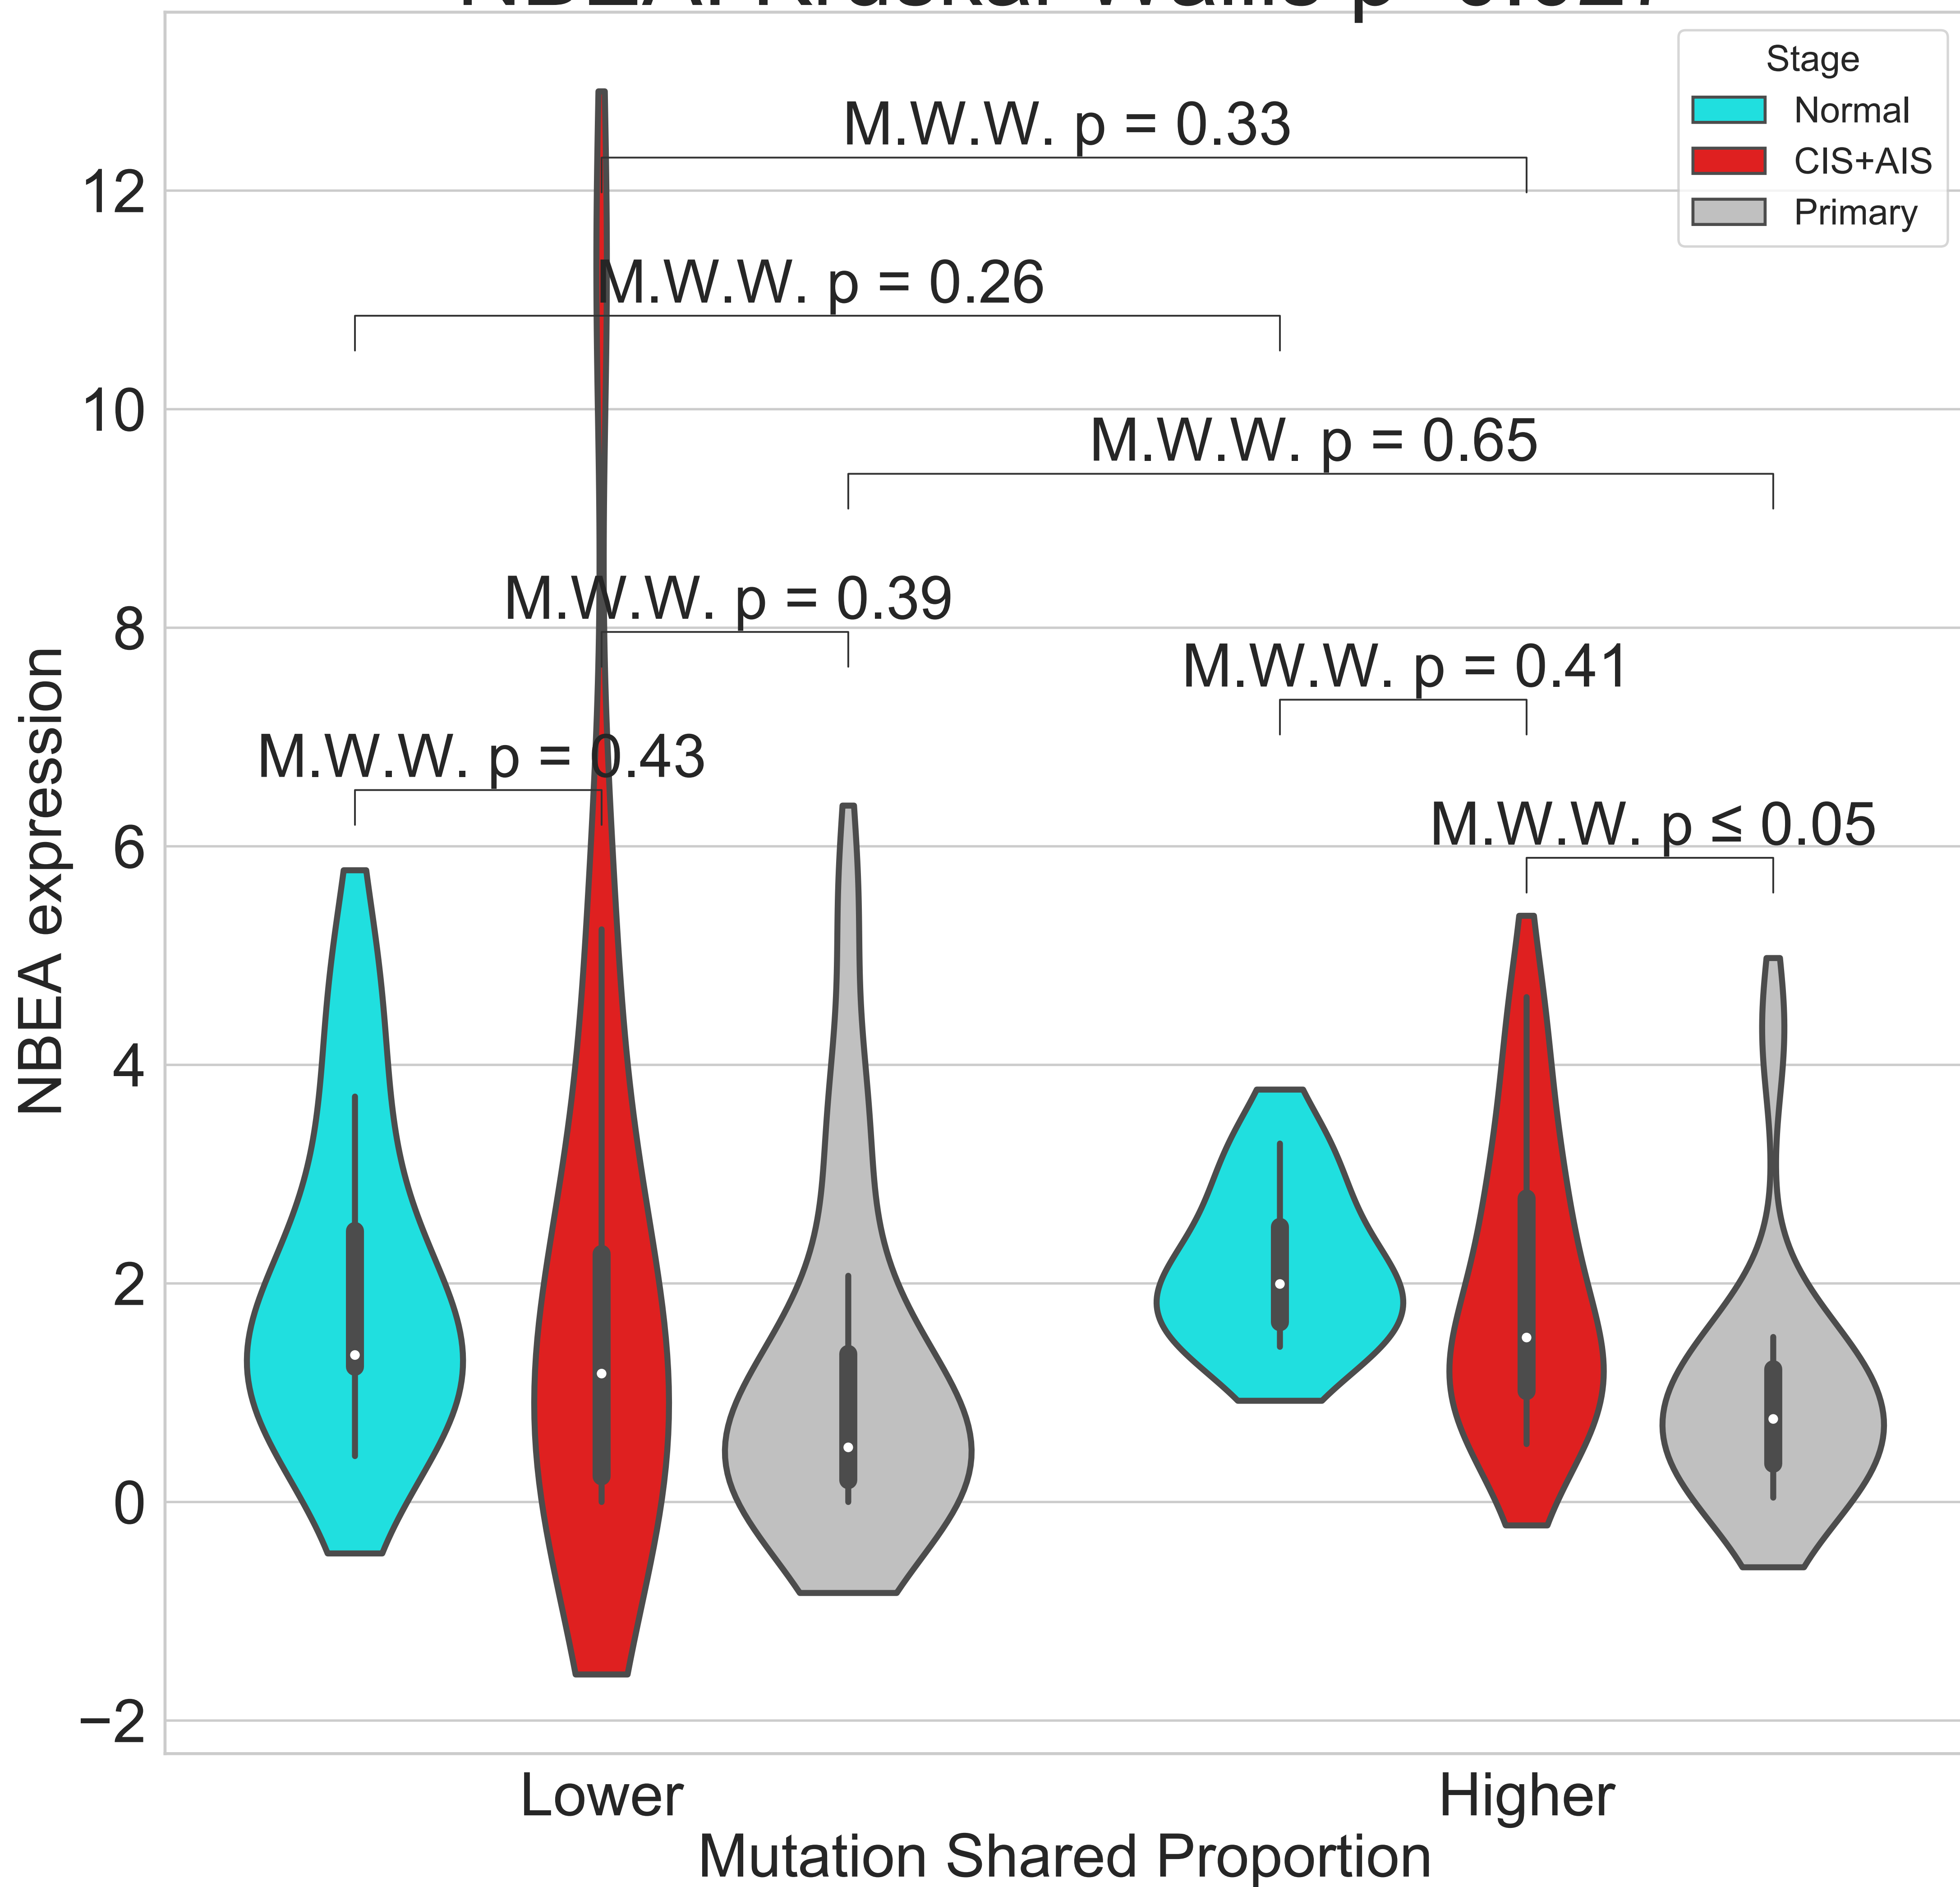 Stage
Normal
CIS+AIS
Primary
M.W.W. p = 0.33
M.W.W. p = 0.26
M.W.W. p = 0.65
M.W.W. p = 0.39
M.W.W. p = 0.41
M.W.W. p = 0.43
M.W.W. p ≤ 0.05
12
10
8
6
4
2
0
−2
NBEA expression
Lower
Higher
Mutation Shared Proportion